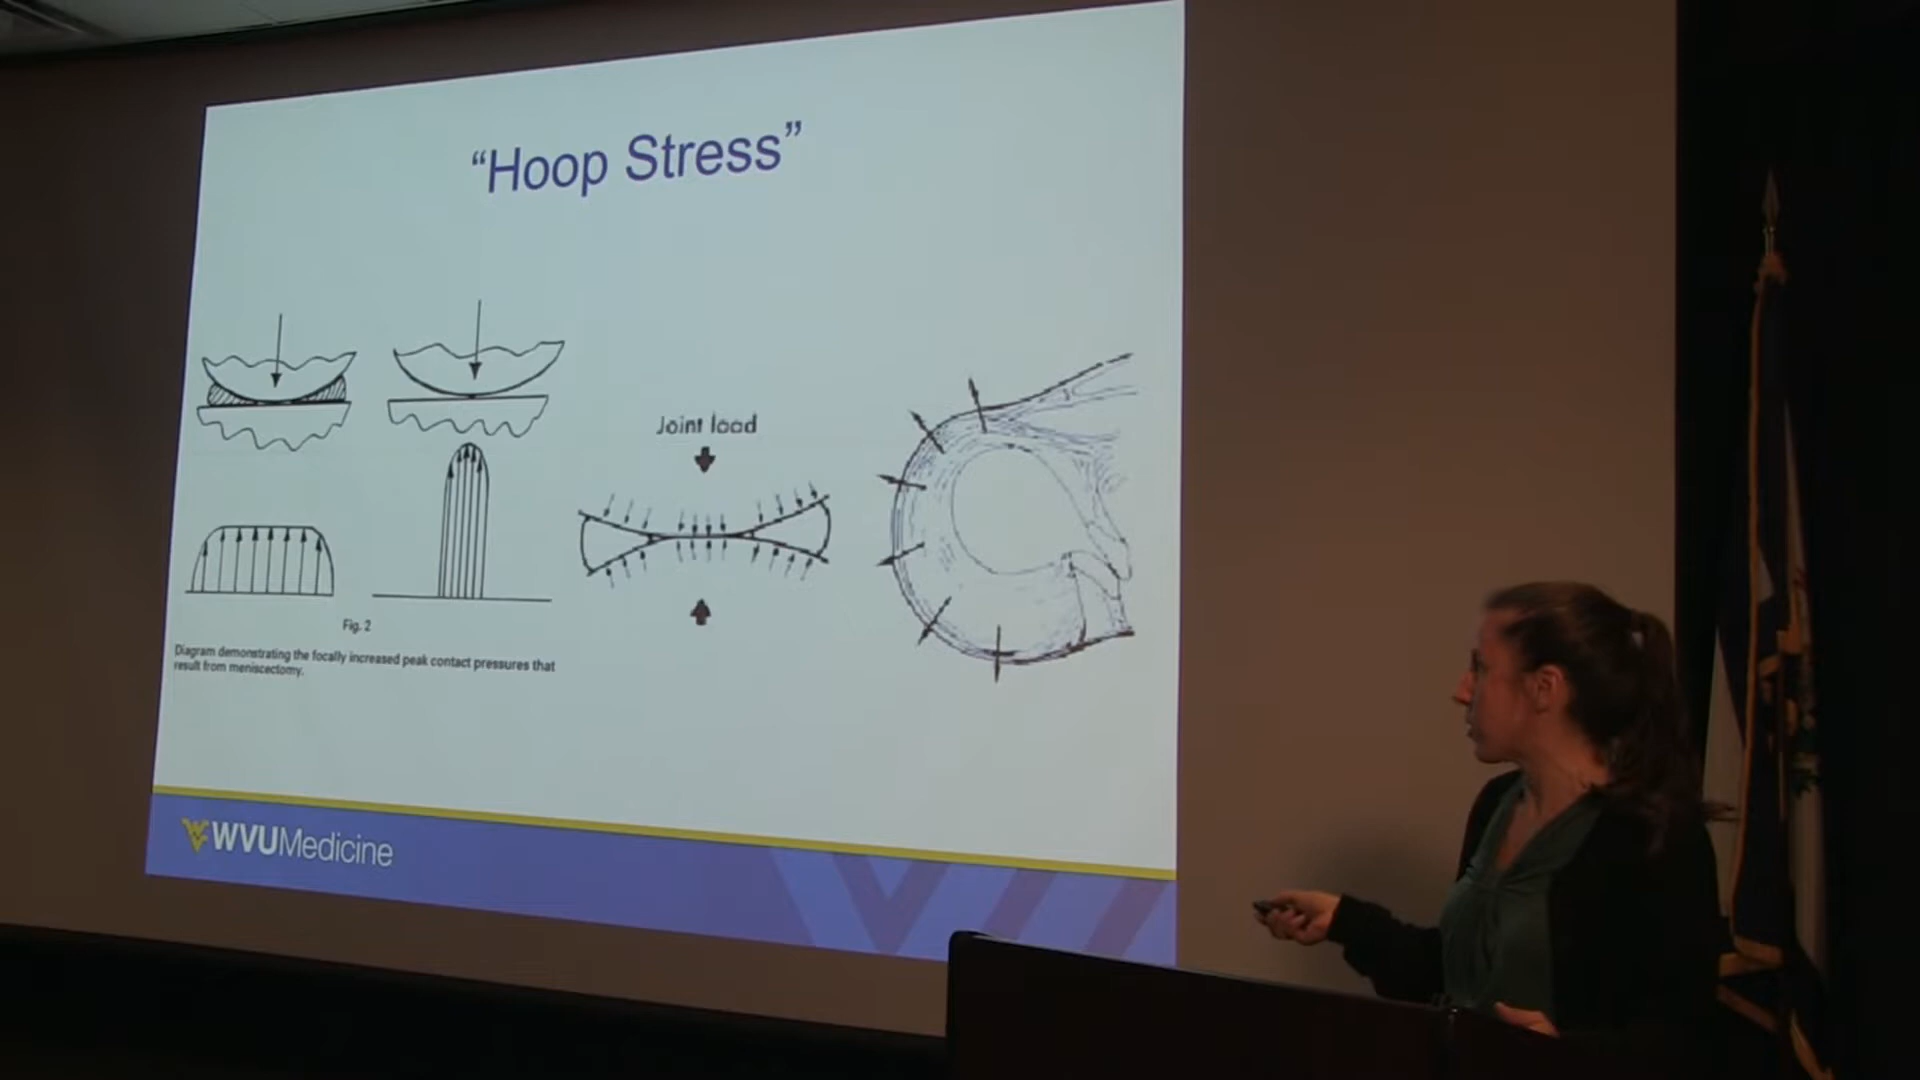 “Hoop Stress”
Joint load
Fig. 2
Diagram demonstrating the focally increased peak contact pressures that
result from meniscectomy.
WVUMedicine